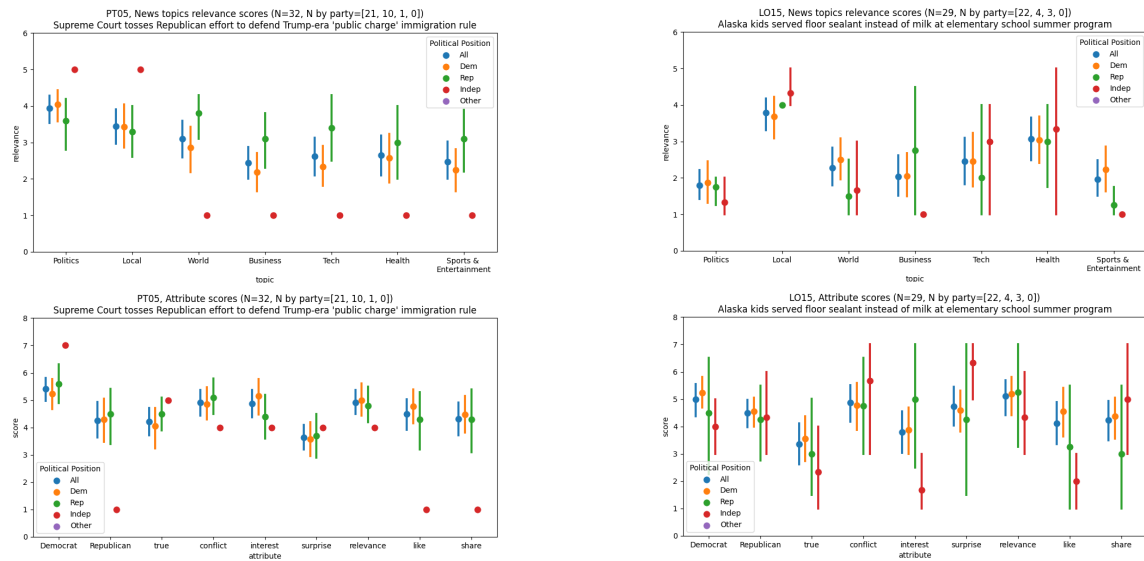 PT05, News topics relevance scores (N=32, N by party=[21, 10, 1, 0])
Supreme Court tosses Republican effort to defend Trump-era 'public charge' immigration rule
6
5
4
3
2
1
0
relevance
Political Position
All
Dem
Rep
Indep
Other
Politics
Local
World
Business
Tech
Health
Sports &
Entertainment
topic
LO15, News topics relevance scores (N=29, N by party=[22, 4, 3, 0])
Alaska kids served floor sealant instead of milk at elementary school summer program
6
5
4
3
2
1
0
relevance
Political Position
All
Dem
Rep
Indep
Other
Politics
Local
World
Business
Tech
Health
Sports &
Entertainment
topic
PT05, Attribute scores (N=32, N by party=[21, 10, 1, 0])
Supreme Court tosses Republican effort to defend Trump-era 'public charge' immigration rule
8
7
6
5
4
3
2
1
0
score
Political Position
All
Dem
Rep
Indep
Other
Democrat
Republican
true
conflict
interest
surprise
relevance
like
share
attribute
LO15, Attribute scores (N=29, N by party=[22, 4, 3, 0])
Alaska kids served floor sealant instead of milk at elementary school summer program
8
7
6
5
4
3
2
1
0
score
Political Position
All
Dem
Rep
Indep
Other
Democrat
Republican
true
conflict
interest
surprise
relevance
like
share
attribute